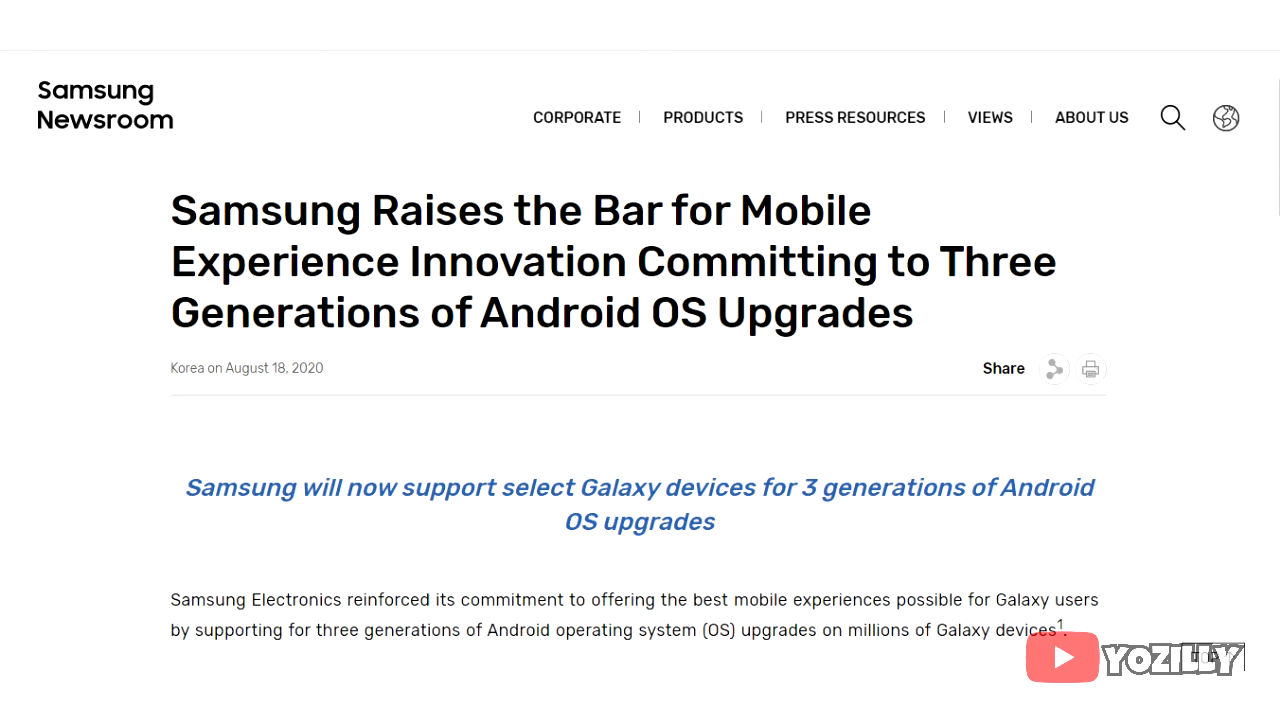 Samsung
Newsroom
CORPORATE
PRODUCTS
PRESS RESOURCES
VIEWS
ABOUT US
Samsung Raises the Bar for Mobile
Experience Innovation Committing to Three
Generations of Android OS Upgrades
Korea on August 18, 2020
Share
Samsung will now support select Galaxy devices for 3 generations of Android
OS upgrades
Samsung Electronics reinforced its commitment to offering the best mobile experiences possible for Galaxy users
by supporting for three generations of Android operating system (OS) upgrades on millions of Galaxy devices1.
TOP
YOZILLY